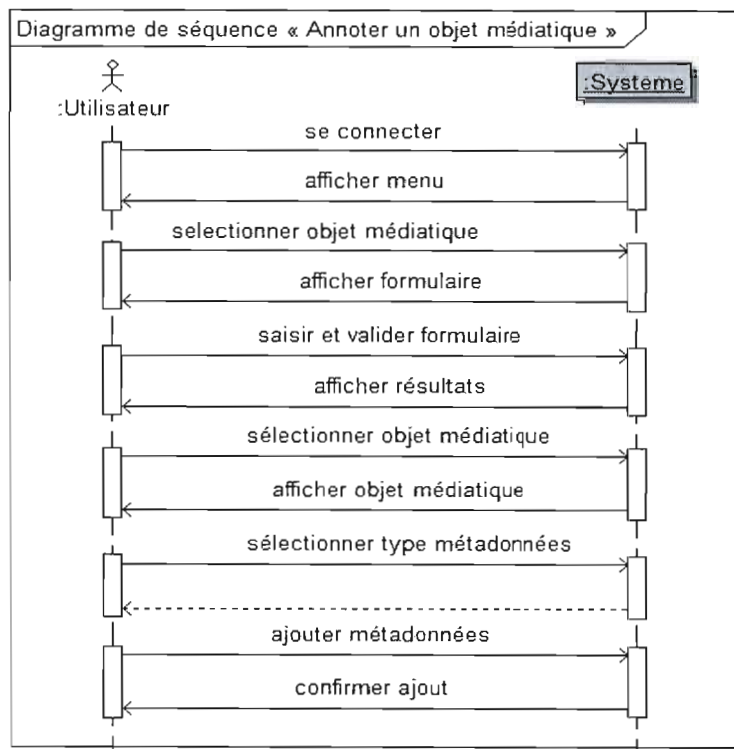 Diagramme de séquence « Annoter un objet médiatique »
:Utilisateur
:Systeme
se connecter
afficher menu
selectionner objet médiatique
afficher formulaire
saisir et valider formulaire
afficher résultats
sélectionner objet médiatique
afficher objet médiatique
sélectionner type métadonnées
ajouter métadonnées
confirmer ajout